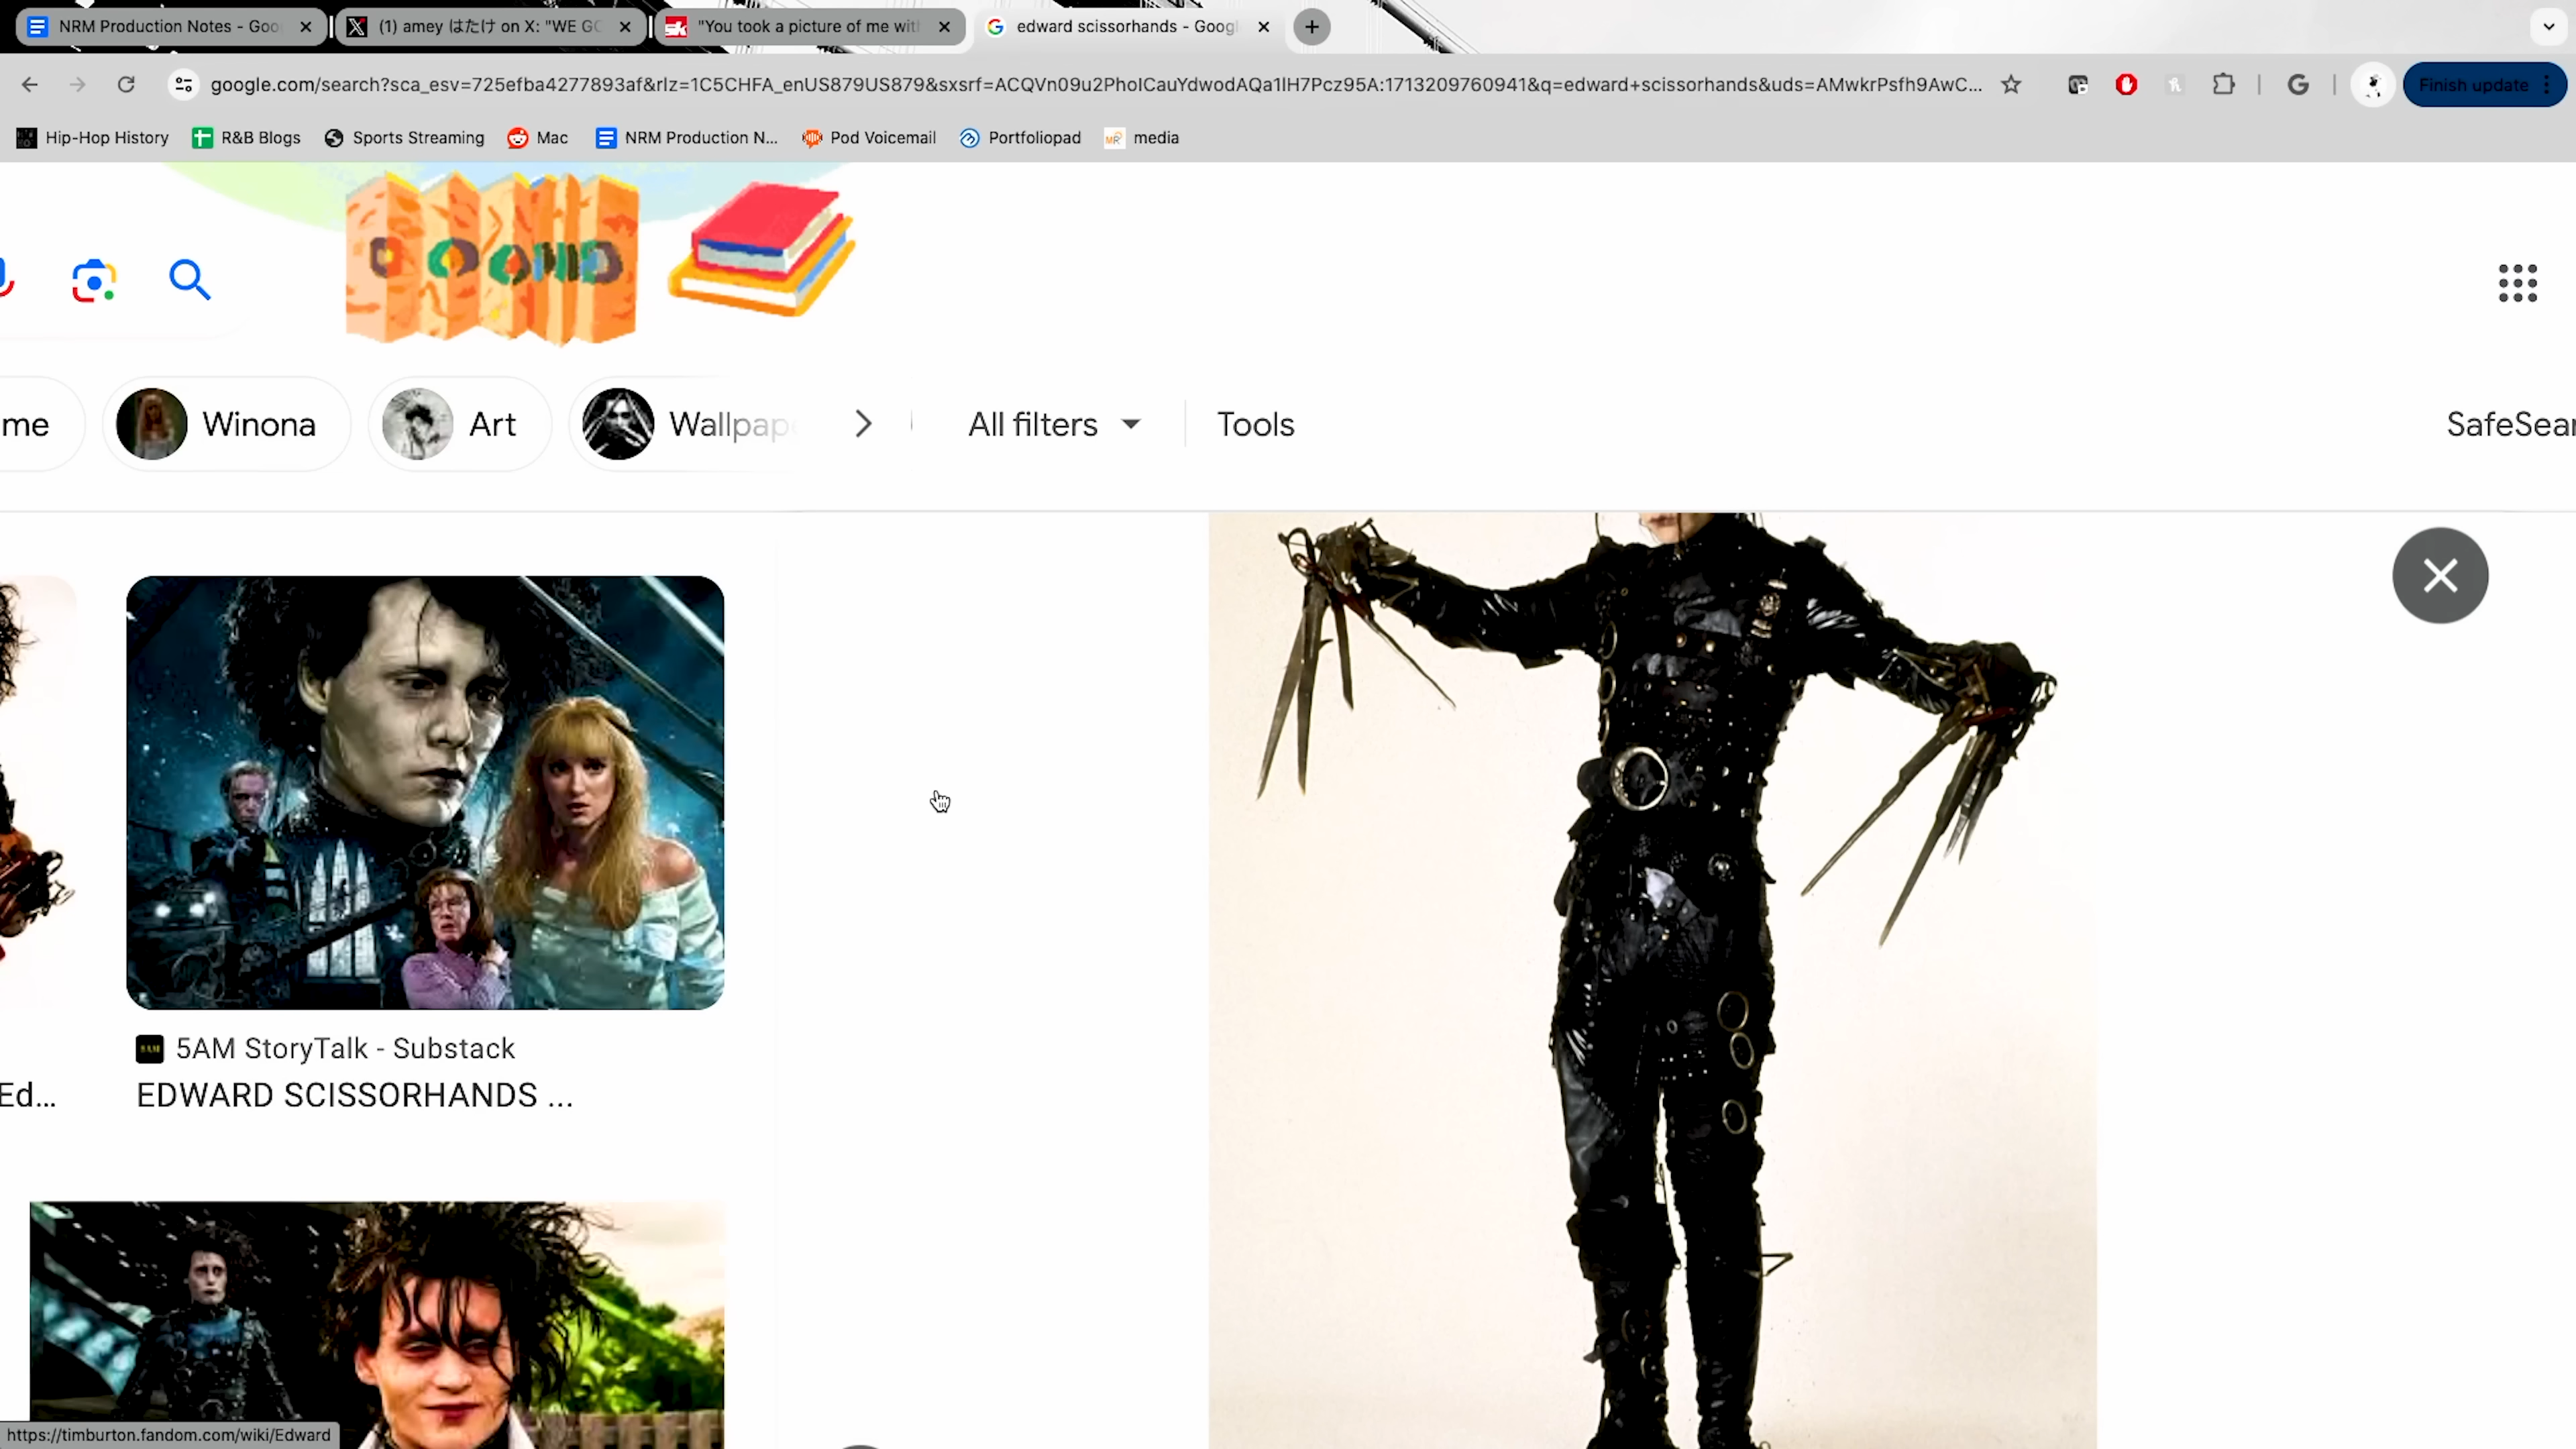 NRM Production Notes - Goo
(1) amey はたけ on X: "WE GO
"You took a picture of me wit
edward scissorhands - Googl
google.com/search?sca_esv=725efba4277893af&rlz=1C5CHFA_enUS879US879&sxsrf=ACQVn09u2PhoICauYdwodAQa1lH7Pcz95A:1713209760941&q=edward+scissorhands&uds=AMwkrPsfh9AwC...
Finish update
Hip-Hop History
R&B Blogs
Sports Streaming
Mac
NRM Production N...
Pod Voicemail
Portfoliopad
media
me
Winona
Art
Wallpape
All filters
Tools
SafeSear
5AM StoryTalk - Substack
Ed...
EDWARD SCISSORHANDS ...
https://timburton.fandom.com/wiki/Edward